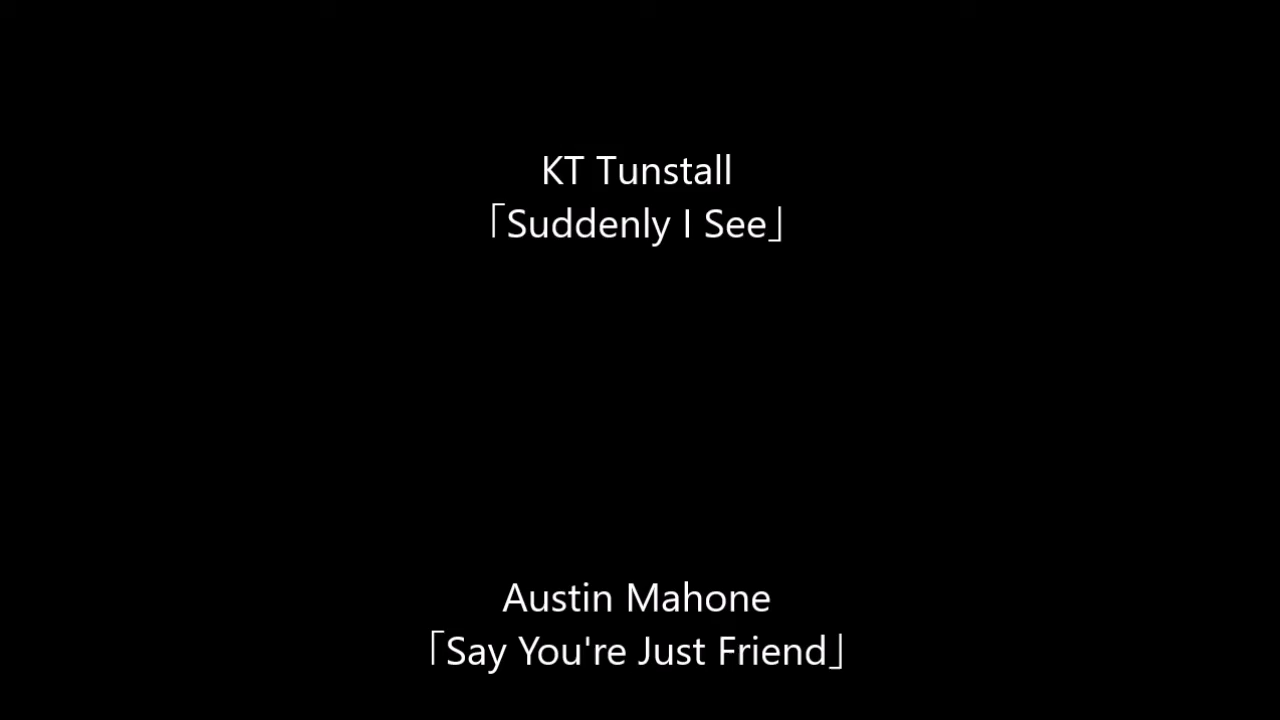 KT Tunstall
「Suddenly I See」
Austin Mahone
「Say You're Just Friend」